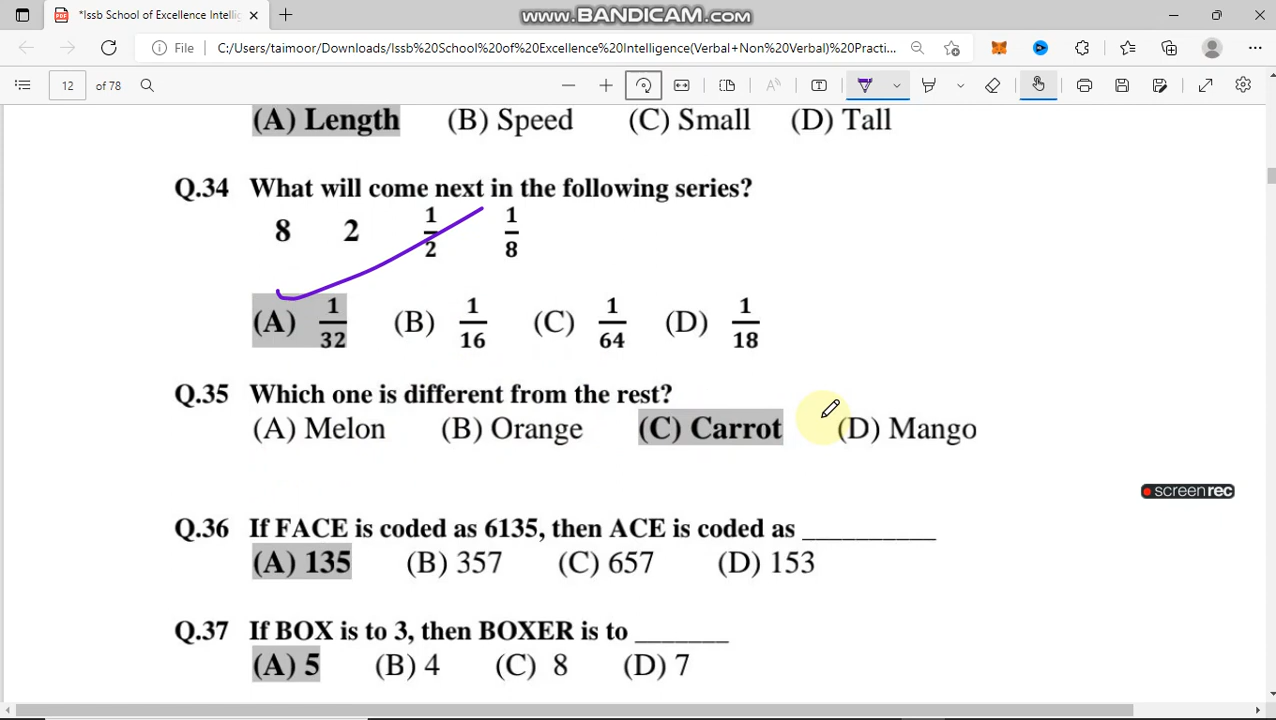 *Issb School of Excellence Intellig
WWW.BANDICAM.COM
File C:/Users/taimoor/Downloads/Issb%20School%20of%20Excellence%20Intelligence(Verbal+Non%20Verbal)%20Practi...
12 of 78
(A) Length (B) Speed (C) Small (D) Tall
Q.34 What will come next in the following series?
8 2 1/2 1/8
(A) 1/32 (B) 1/16 (C) 1/64 (D) 1/18
Q.35 Which one is different from the rest?
(A) Melon (B) Orange (C) Carrot (D) Mango
screenrec
Q.36 If FACE is coded as 6135, then ACE is coded as __________
(A) 135 (B) 357 (C) 657 (D) 153
Q.37 If BOX is to 3, then BOXER is to _______
(A) 5 (B) 4 (C) 8 (D) 7